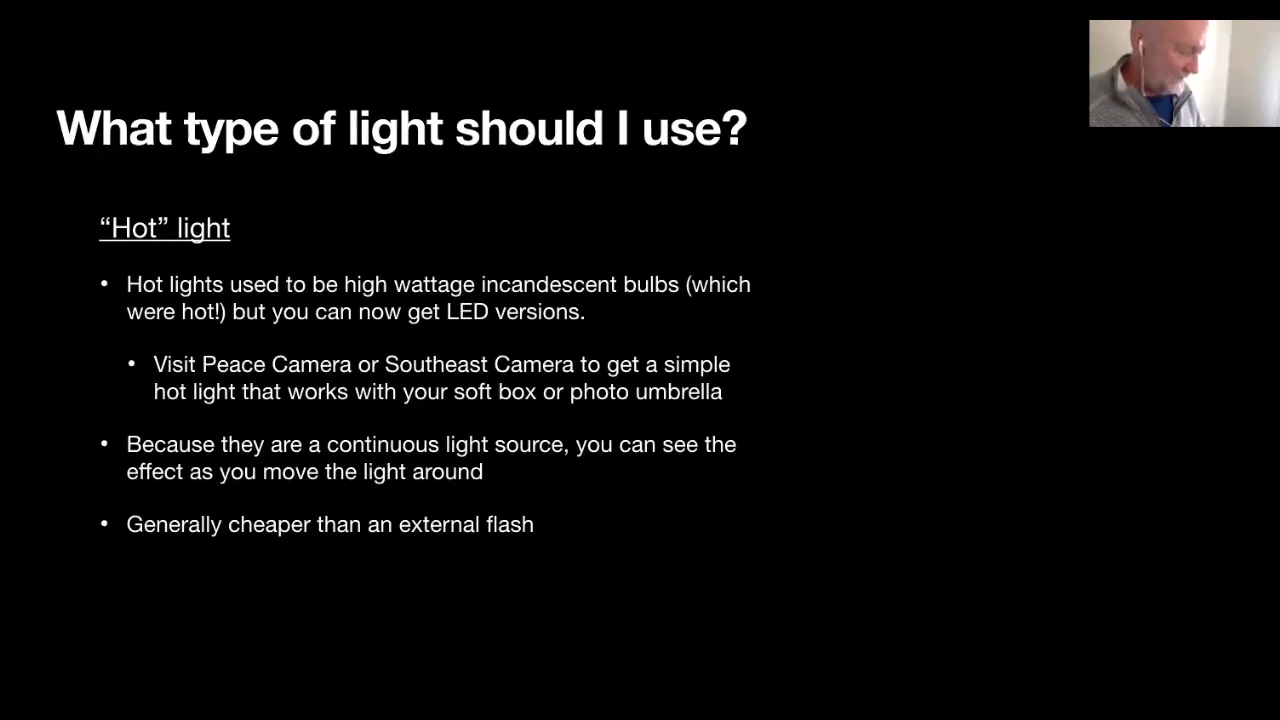 What type of light should I use?
“Hot” light
• Hot lights used to be high wattage incandescent bulbs (which
were hot!) but you can now get LED versions.
• Visit Peace Camera or Southeast Camera to get a simple
hot light that works with your soft box or photo umbrella
• Because they are a continuous light source, you can see the
effect as you move the light around
• Generally cheaper than an external flash